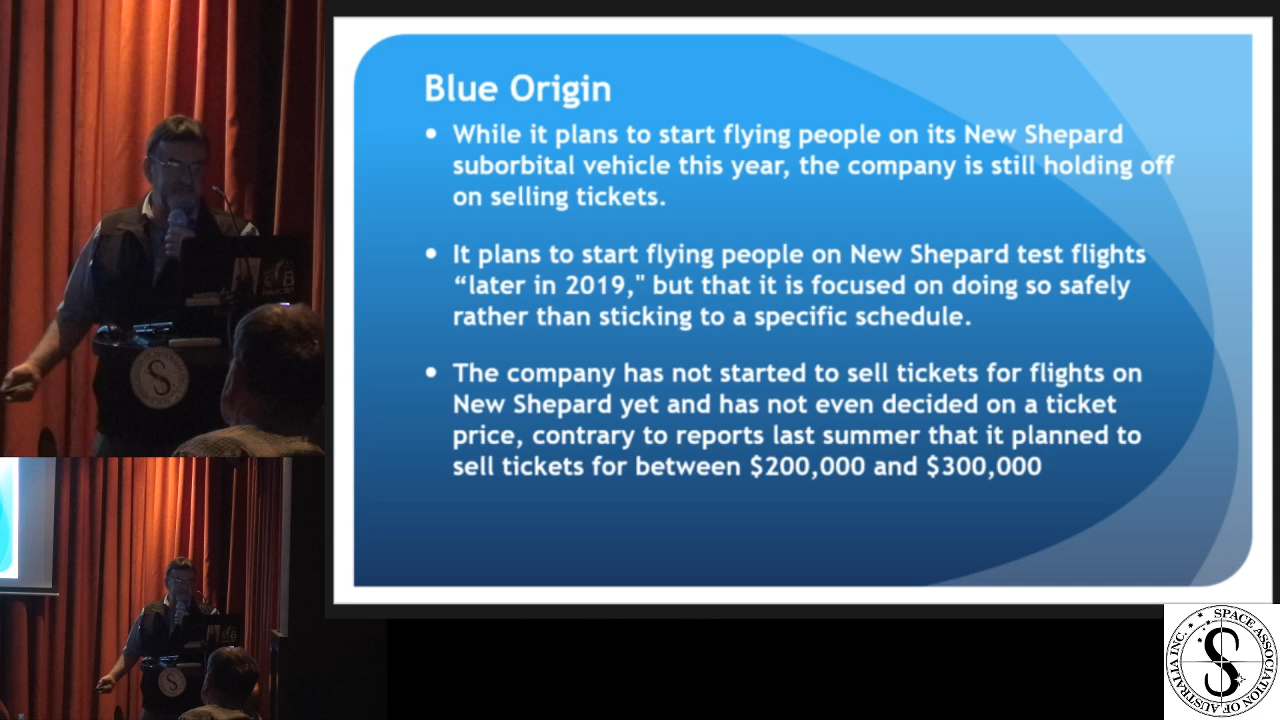 Blue Origin
• While it plans to start flying people on its New Shepard
suborbital vehicle this year, the company is still holding off
on selling tickets.
• It plans to start flying people on New Shepard test flights
“later in 2019," but that it is focused on doing so safely
rather than sticking to a specific schedule.
• The company has not started to sell tickets for flights on
New Shepard yet and has not even decided on a ticket
price, contrary to reports last summer that it planned to
sell tickets for between $200,000 and $300,000
SPACE ASSOCIATION OF AUSTRALIA INC.
S